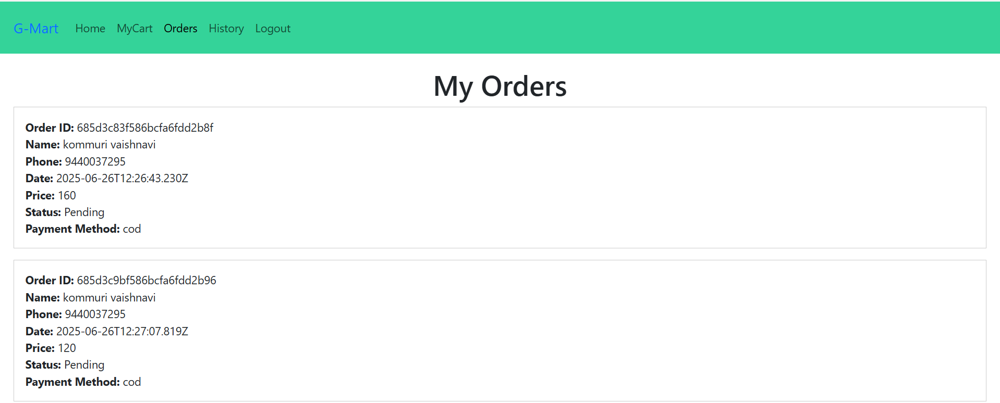 G-Mart Home MyCart Orders History Logout
My Orders
Order ID: 685d3c83f586bcfa6fdd2b8f
Name: kommuri vaishnavi
Phone: 9440037295
Date: 2025-06-26T12:26:43.230Z
Price: 160
Status: Pending
Payment Method: cod
Order ID: 685d3c9bf586bcfa6fdd2b96
Name: kommuri vaishnavi
Phone: 9440037295
Date: 2025-06-26T12:27:07.819Z
Price: 120
Status: Pending
Payment Method: cod